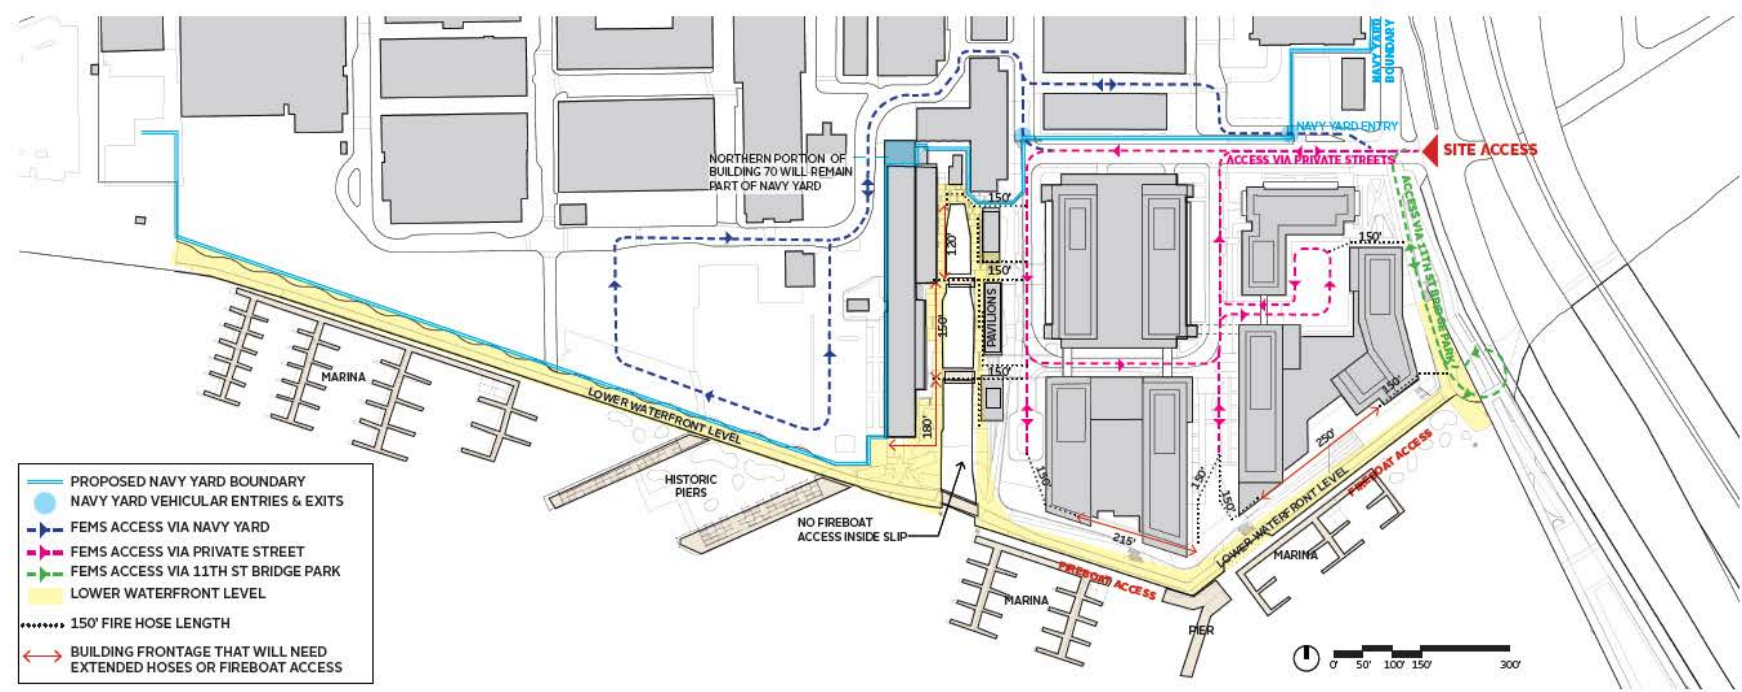 NAVY YARD
BOUNDARY
NAVY YARD ENTRY
SITE ACCESS
ACCESS VIA PRIVATE STREETS
NORTHERN PORTION OF
BUILDING 70 WILL REMAIN
PART OF NAVY YARD
ACCESS VIA 11TH ST BRIDGE PARK
150'
120'
150'
150'
150'
PAVILIONS
150'
180'
150'
150'
250'
150'
150'
150'
215'
MARINA
LOWER WATERFRONT LEVEL
HISTORIC
PIERS
NO FIREBOAT
ACCESS INSIDE SLIP
FIREBOAT ACCESS
LOWER WATERFRONT LEVEL
FIREBOAT ACCESS
MARINA
MARINA
PIER
PROPOSED NAVY YARD BOUNDARY
NAVY YARD VEHICULAR ENTRIES & EXITS
FEMS ACCESS VIA NAVY YARD
FEMS ACCESS VIA PRIVATE STREET
FEMS ACCESS VIA 11TH ST BRIDGE PARK
LOWER WATERFRONT LEVEL
150' FIRE HOSE LENGTH
BUILDING FRONTAGE THAT WILL NEED
EXTENDED HOSES OR FIREBOAT ACCESS
0' 50' 100' 150' 300'